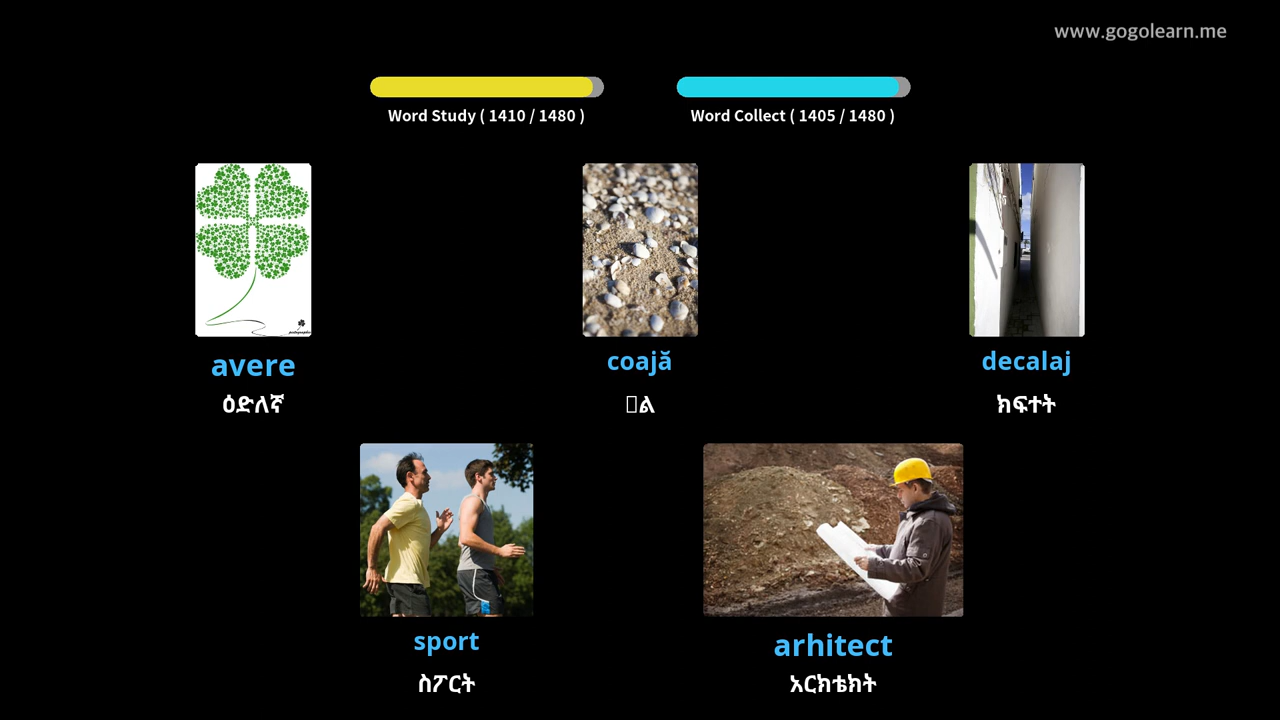 www.gogolearn.me
Word Study ( 1410 / 1480 )
Word Collect ( 1405 / 1480 )
avere
ዕድለኛ
coajă
ል
decalaj
ክፍተት
sport
ስፖርት
arhitect
አርክቴክት